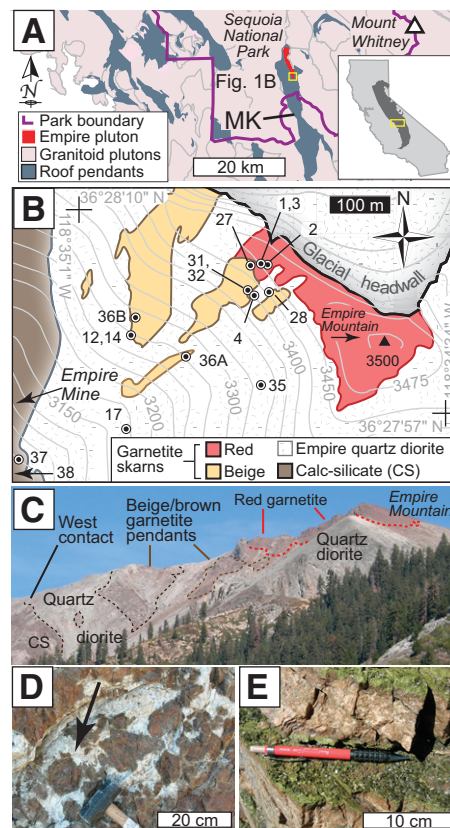 A
Sequoia
National
Park
Mount
Whitney
N
Fig. 1B
MK
Park boundary
Empire pluton
Granitoid plutons
Roof pendants
20 km
B
36°28'10" N
118°35'1" W
100 m
N
27
1,3
2
Glacial headwall
31,
32
28
4
36B
12,14
36A
Empire
Mountain
3500
118°34'24" W
3400
3450
3475
3300
35
Empire
Mine
3150
3200
17
36°27'57"
37
38
Garnetite
skarns
Red
Beige
Empire quartz diorite
Calc-silicate (CS)
C
West
contact
Beige/brown
garnetite
pendants
Red garnetite
Empire
Mountain
Quartz
diorite
Quartz
diorite
CS
D
20 cm
E
10 cm